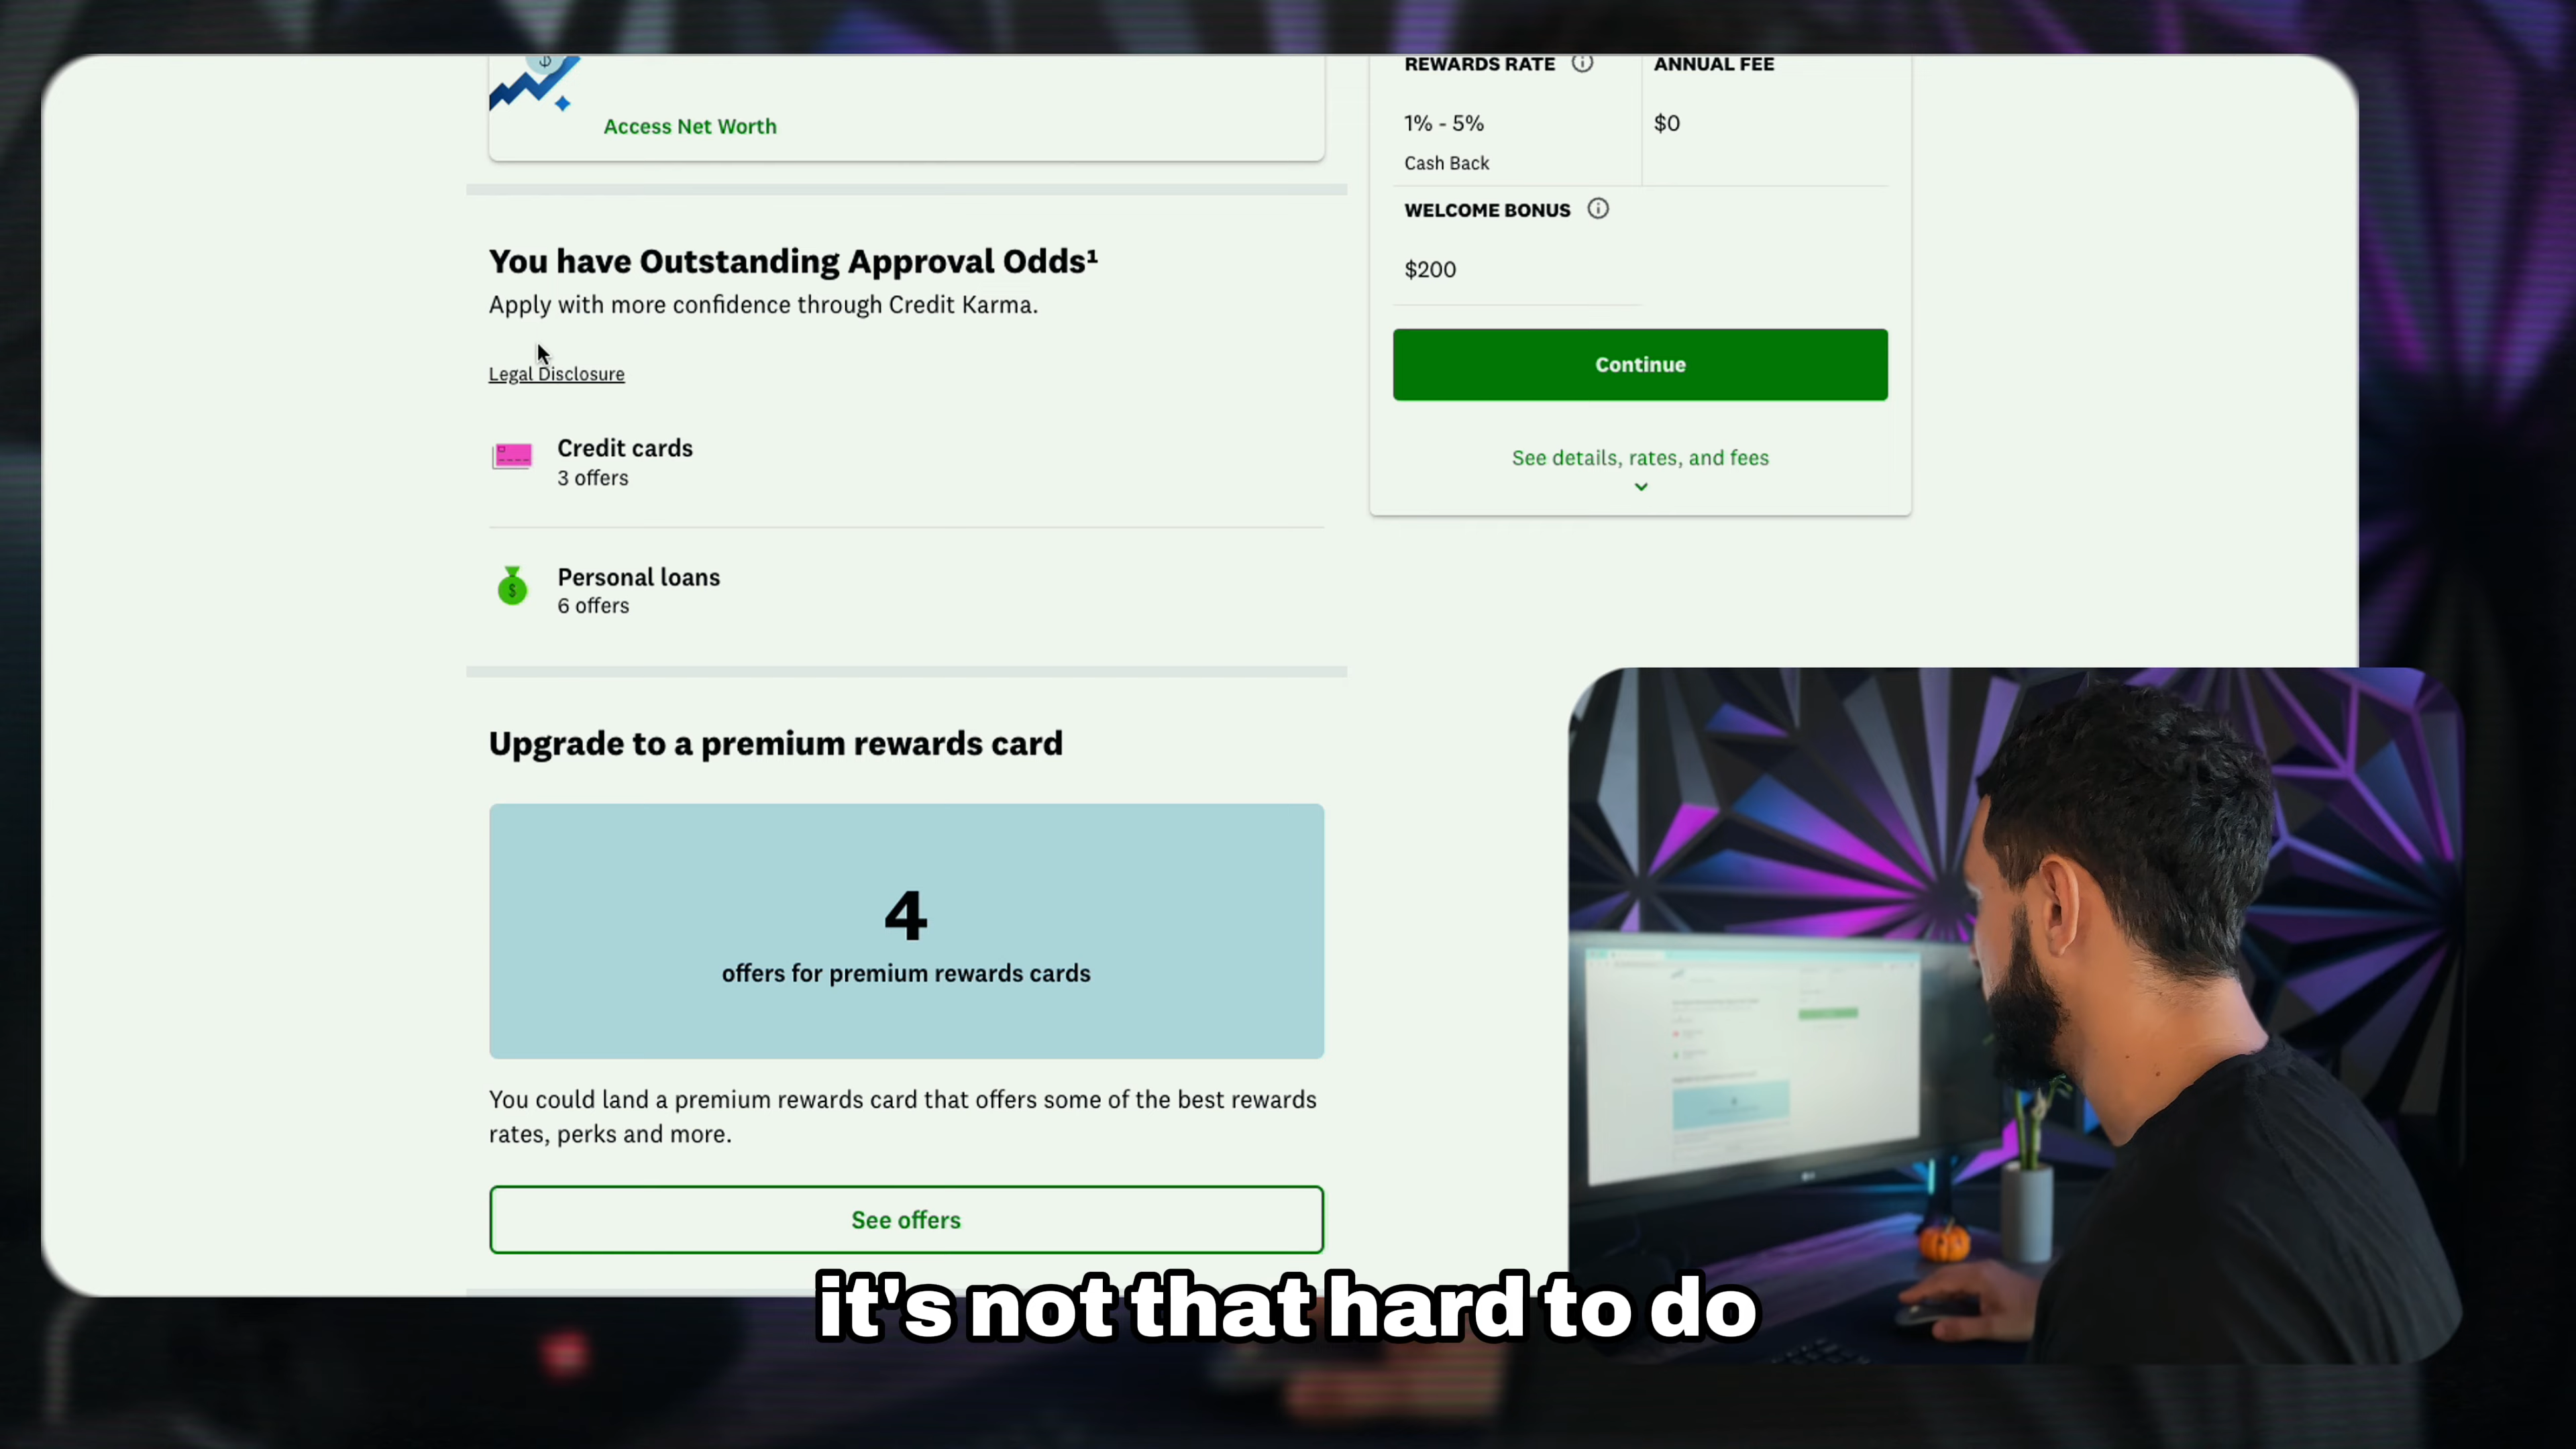 Access Net Worth
You have Outstanding Approval Odds¹
Apply with more confidence through Credit Karma.
Legal Disclosure
Credit cards
3 offers
Personal loans
6 offers
Upgrade to a premium rewards card
4
offers for premium rewards cards
You could land a premium rewards card that offers some of the best rewards
rates, perks and more.
See offers
REWARDS RATE
ANNUAL FEE
1% - 5%
$0
Cash Back
WELCOME BONUS
$200
Continue
See details, rates, and fees
it's not that hard to do